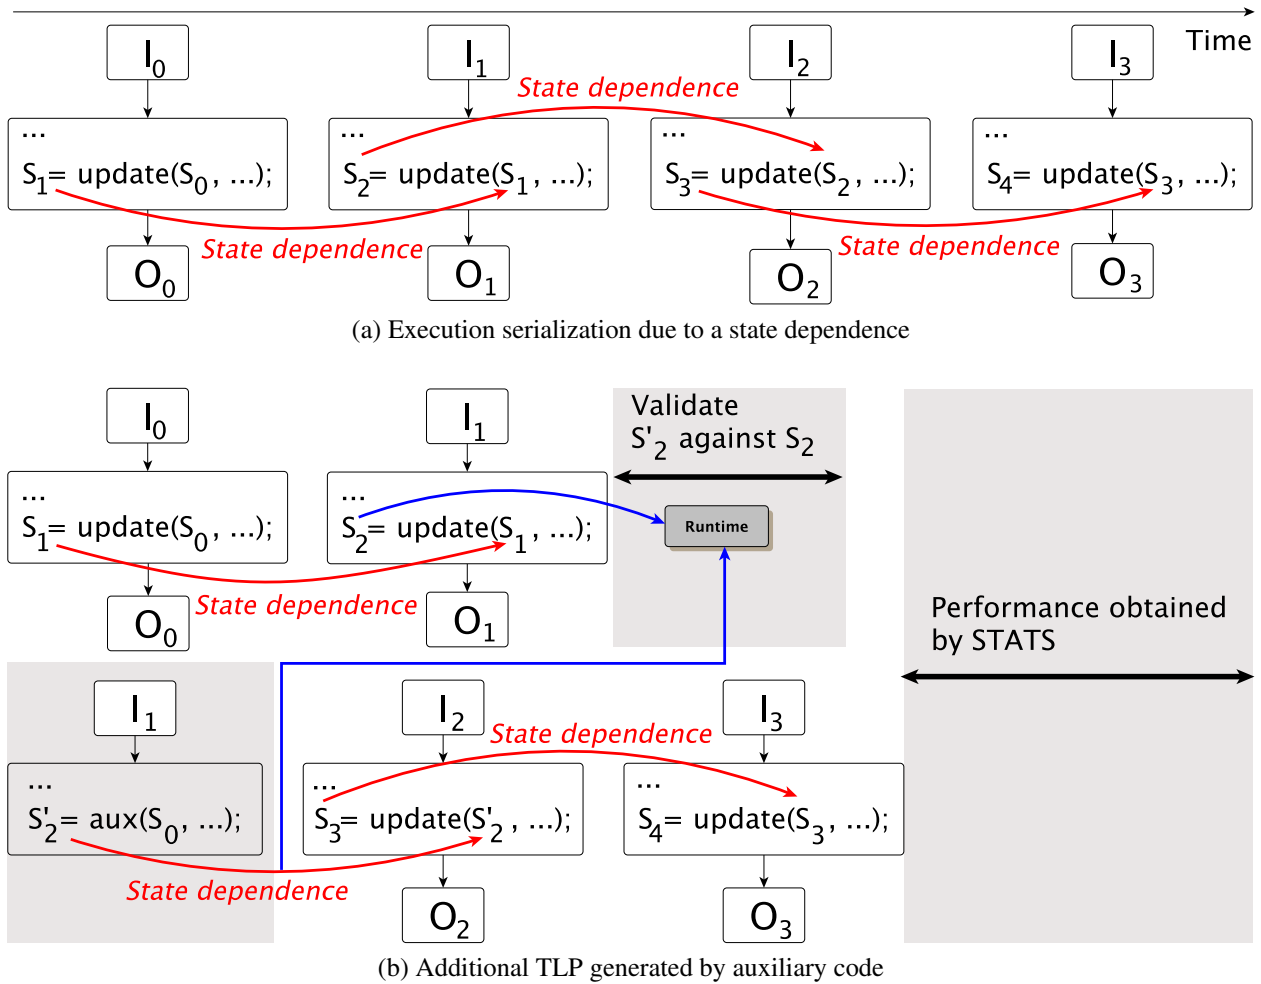 Time
I0
I1
I2
I3
State dependence
...
S1= update(S0, ...);
...
S2= update(S1, ...);
...
S3= update(S2, ...);
...
S4= update(S3, ...);
State dependence
State dependence
O0
O1
O2
O3
(a) Execution serialization due to a state dependence
I0
I1
Validate
S'2 against S2
...
S1= update(S0, ...);
...
S2= update(S1, ...);
Runtime
State dependence
O0
O1
Performance obtained
by STATS
I1
I2
I3
State dependence
...
S'2= aux(S0, ...);
...
S3= update(S'2, ...);
...
S4= update(S3, ...);
State dependence
O2
O3
(b) Additional TLP generated by auxiliary code